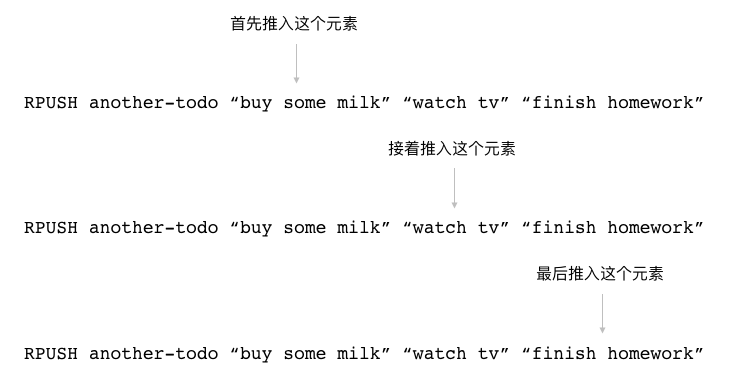 首先推入这个元素
RPUSH another-todo “buy some milk” “watch tv” “finish homework”
接着推入这个元素
RPUSH another-todo “buy some milk” “watch tv” “finish homework”
最后推入这个元素
RPUSH another-todo “buy some milk” “watch tv” “finish homework”